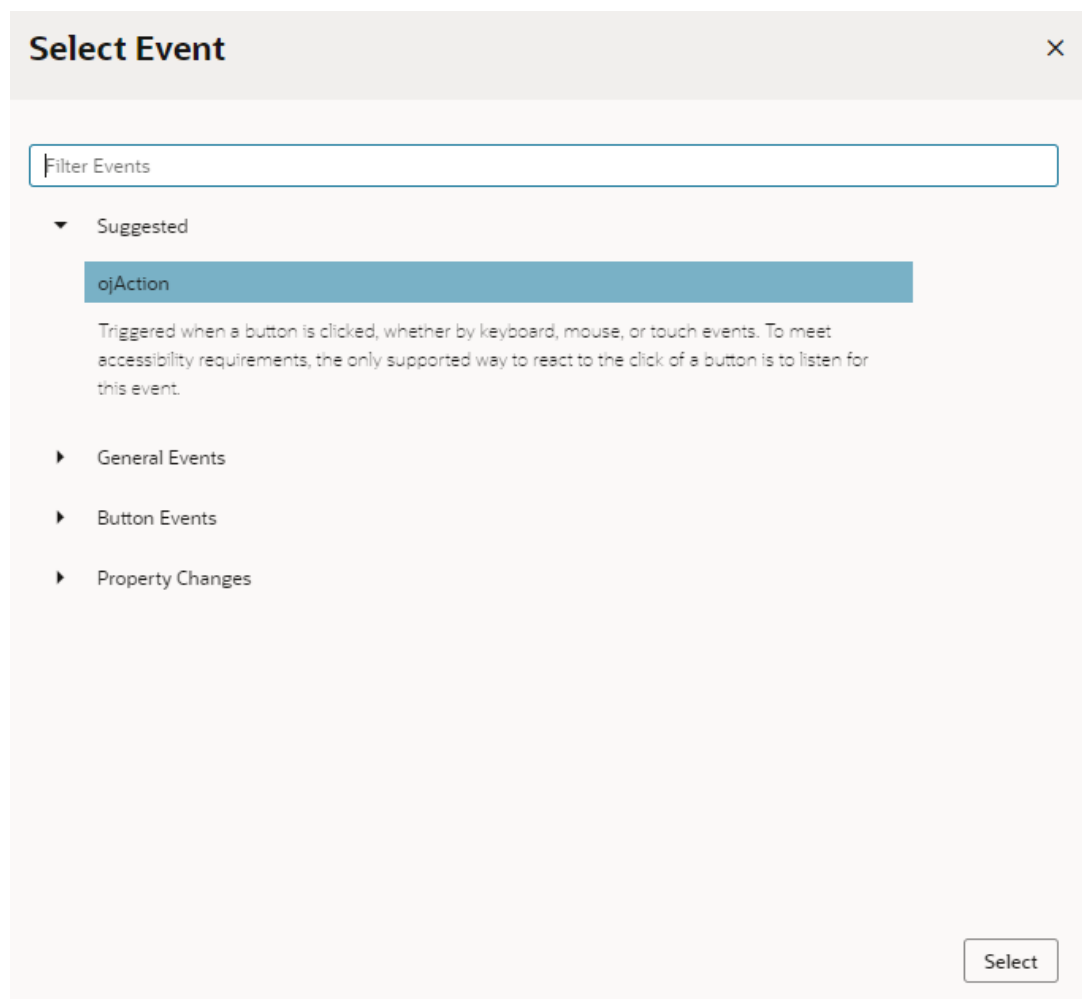 Select Event
Filter Events
Suggested
ojAction
Triggered when a button is clicked, whether by keyboard, mouse, or touch events. To meet
accessibility requirements, the only supported way to react to the click of a button is to listen for
this event.
General Events
Button Events
Property Changes
Select